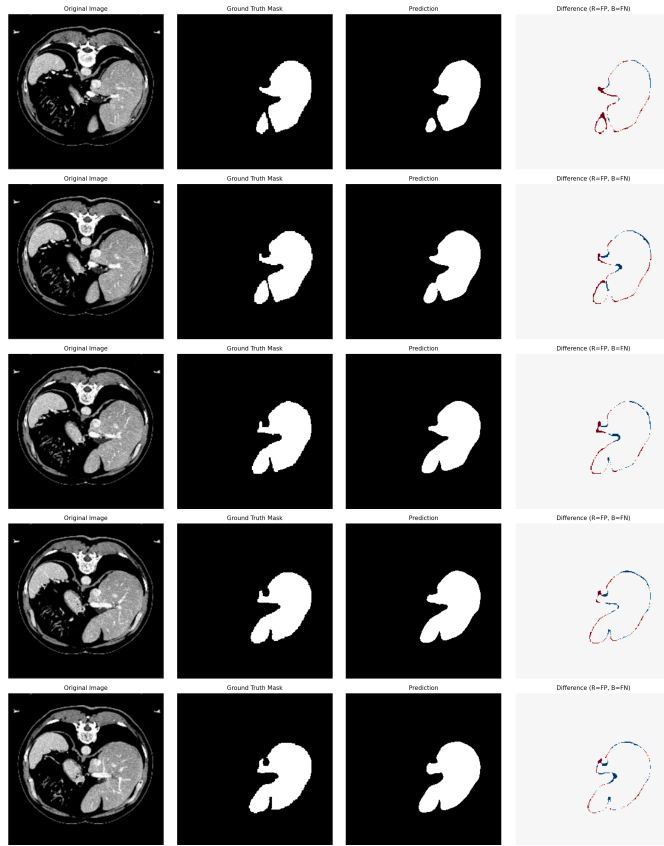 Original Image
Ground Truth Mask
Prediction
Difference (R=FP, B=FN)
Original Image
Ground Truth Mask
Prediction
Difference (R=FP, B=FN)
Original Image
Ground Truth Mask
Prediction
Difference (R=FP, B=FN)
Original Image
Ground Truth Mask
Prediction
Difference (R=FP, B=FN)
Original Image
Ground Truth Mask
Prediction
Difference (R=FP, B=FN)